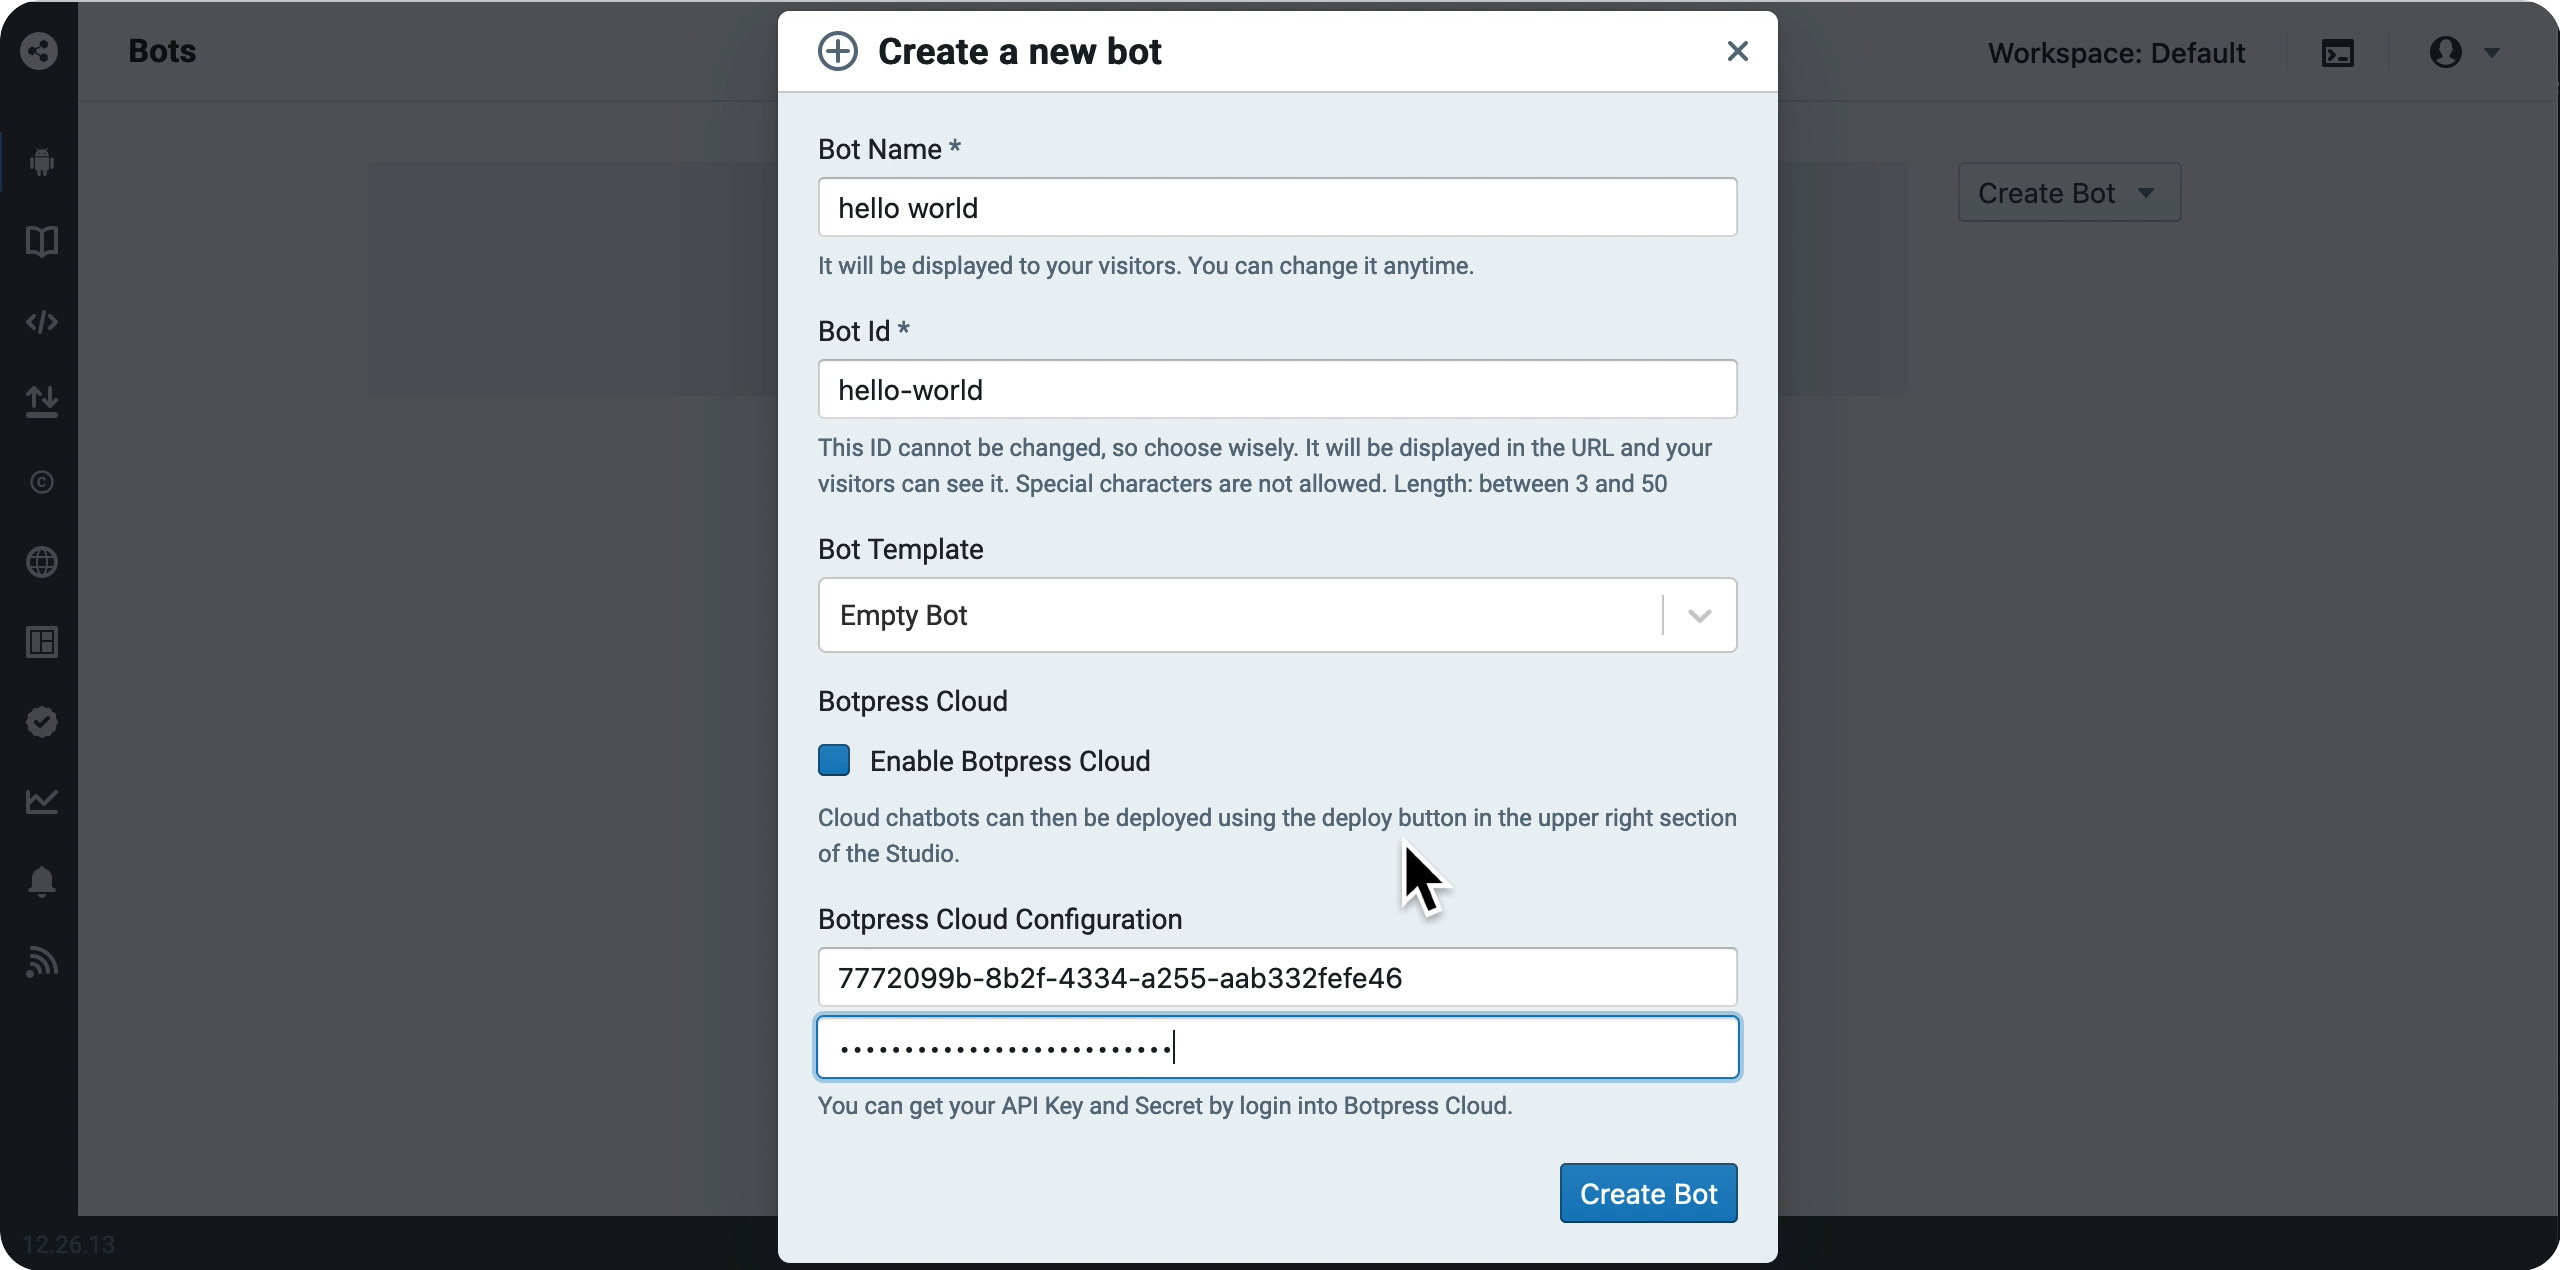 Bots
Workspace: Default
Create Bot
Create a new bot
Bot Name *
hello world
It will be displayed to your visitors. You can change it anytime.
Bot Id *
hello-world
This ID cannot be changed, so choose wisely. It will be displayed in the URL and your
visitors can see it. Special characters are not allowed. Length: between 3 and 50
Bot Template
Empty Bot
Botpress Cloud
Enable Botpress Cloud
Cloud chatbots can then be deployed using the deploy button in the upper right section
of the Studio.
Botpress Cloud Configuration
7772099b-8b2f-4334-a255-aab332fefe46
••••••••••••••••••••••••••
You can get your API Key and Secret by login into Botpress Cloud.
Create Bot
12.26.13